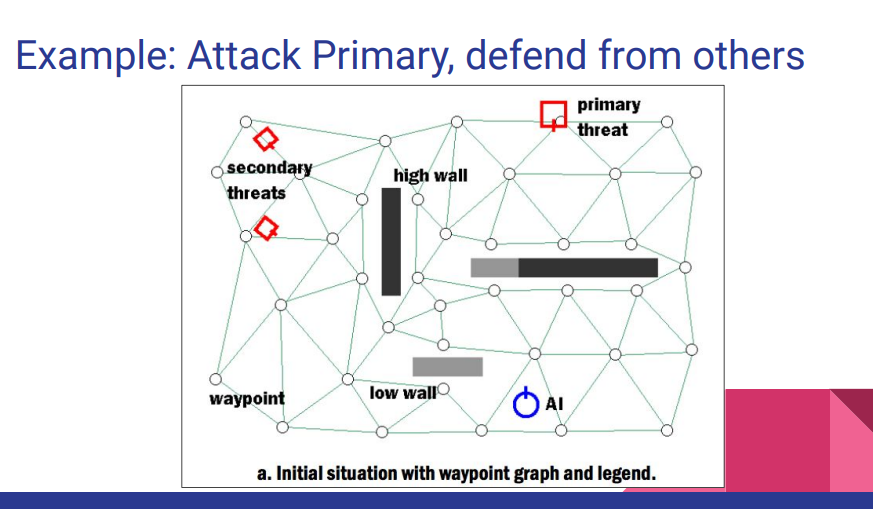 Example: Attack Primary, defend from others
primary
threat
secondary
threats
high wall
waypoint
low wall
AI
a. Initial situation with waypoint graph and legend.